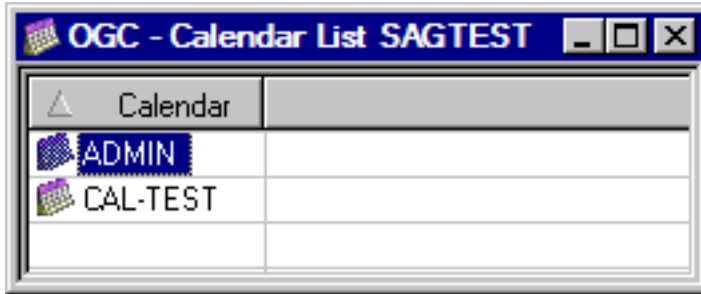 OGC - Calendar List SAGTEST
Calendar
ADMIN
CAL-TEST